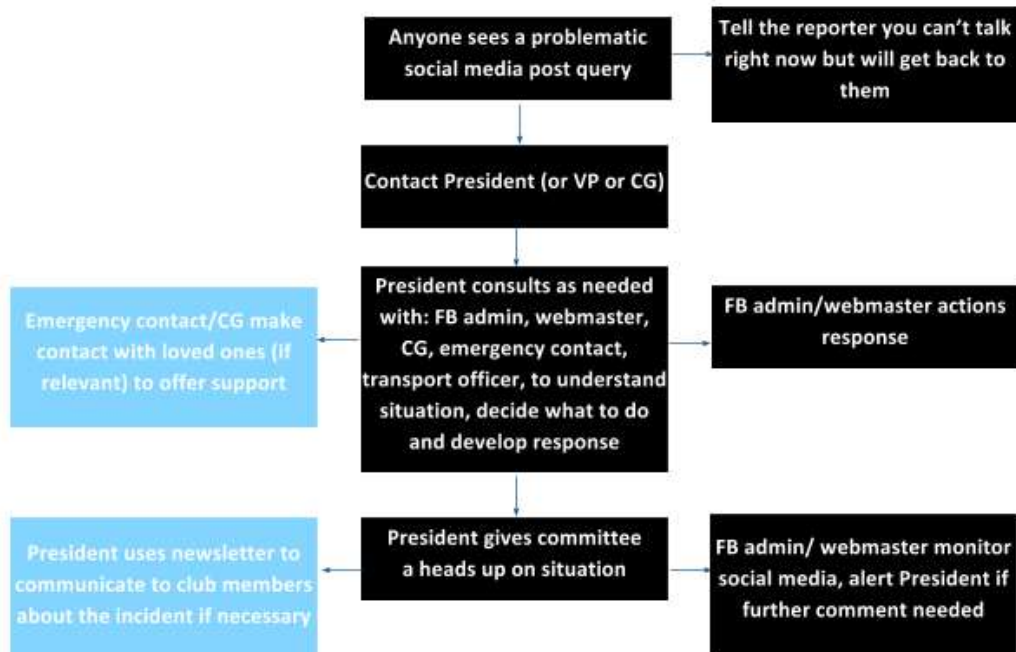 Anyone sees a problematic
social media post query
Tell the reporter you can’t talk
right now but will get back to
them
Contact President (or VP or CG)
Emergency contact/CG make
contact with loved ones (if
relevant) to offer support
President consults as needed
with: FB admin, webmaster,
CG, emergency contact,
transport officer, to understand
situation, decide what to do
and develop response
FB admin/webmaster actions
response
President uses newsletter to
communicate to club members
about the incident if necessary
President gives committee
a heads up on situation
FB admin/ webmaster monitor
social media, alert President if
further comment needed